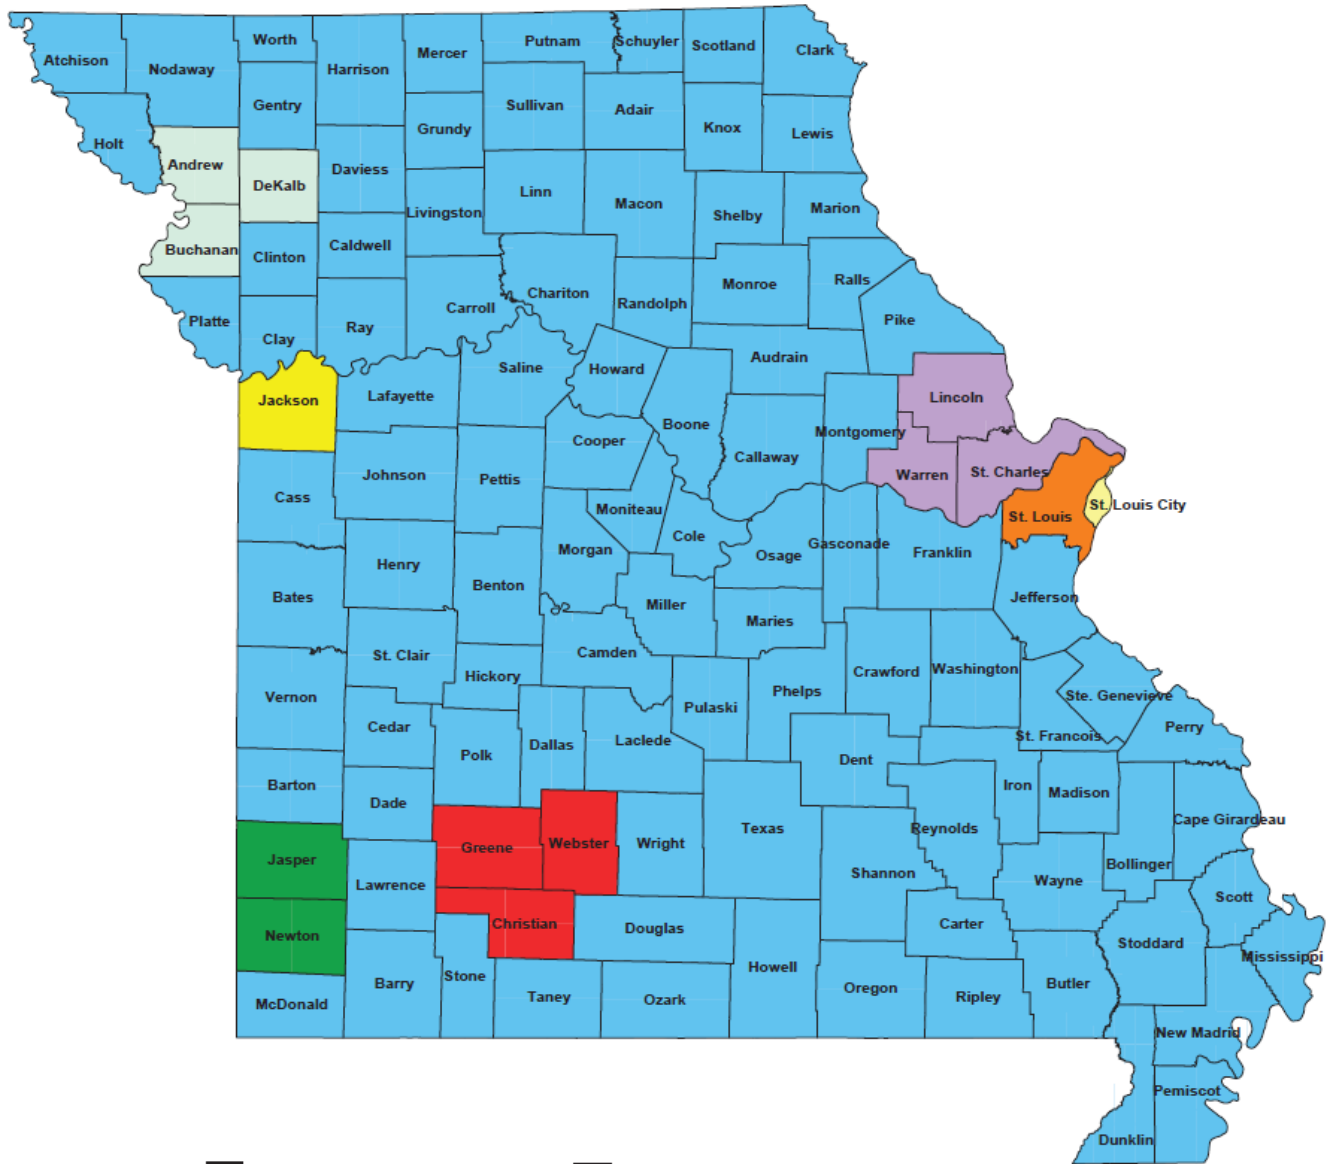 Atchison
Nodaway
Worth
Harrison
Mercer
Putnam
Schuyler
Scotland
Clark
Gentry
Sullivan
Adair
Knox
Lewis
Holt
Andrew
DeKalb
Daviess
Grundy
Linn
Macon
Shelby
Marion
Livingston
Buchanan
Clinton
Caldwell
Carroll
Chariton
Randolph
Monroe
Ralls
Pike
Platte
Clay
Ray
Saline
Howard
Audrain
Jackson
Lafayette
Boone
Callaway
Montgomery
Lincoln
Cooper
Warren
St. Charles
Cass
Johnson
Pettis
Moniteau
Cole
St. Louis
St. Louis City
Morgan
Osage
Gasconade
Franklin
Henry
Benton
Bates
Miller
Maries
Jefferson
St. Clair
Hickory
Camden
Vernon
Pulaski
Phelps
Crawford
Washington
Ste. Genevieve
Cedar
Polk
Dallas
Laclede
Dent
St. Francois
Perry
Barton
Dade
Iron
Madison
Jasper
Greene
Webster
Wright
Texas
Reynolds
Cape Girardeau
Lawrence
Shannon
Wayne
Bollinger
Scott
Newton
Christian
Douglas
Carter
Stoddard
Mississippi
McDonald
Barry
Stone
Taney
Ozark
Howell
Oregon
Ripley
Butler
New Madrid
Pemiscot
Dunklin